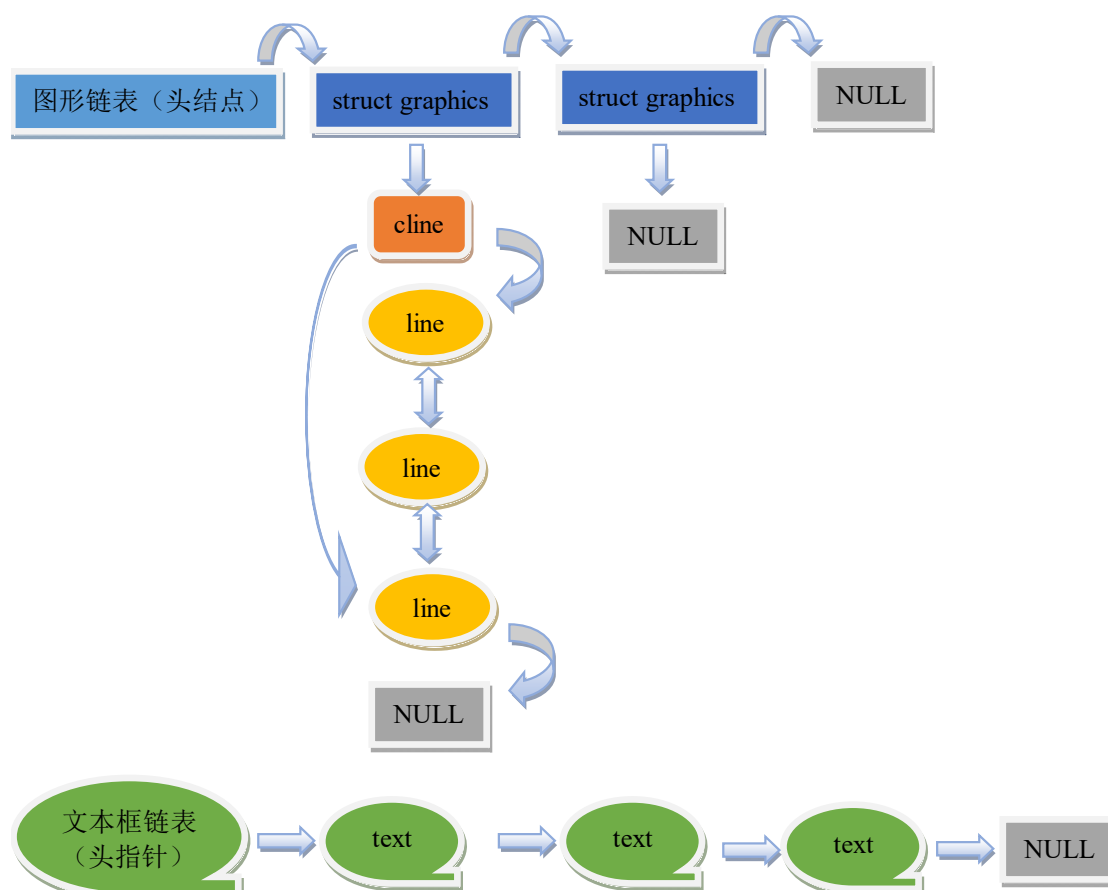 图形链表（头结点）
struct graphics
struct graphics
NULL
cline
NULL
line
line
line
NULL
文本框链表
（头指针）
text
text
text
NULL